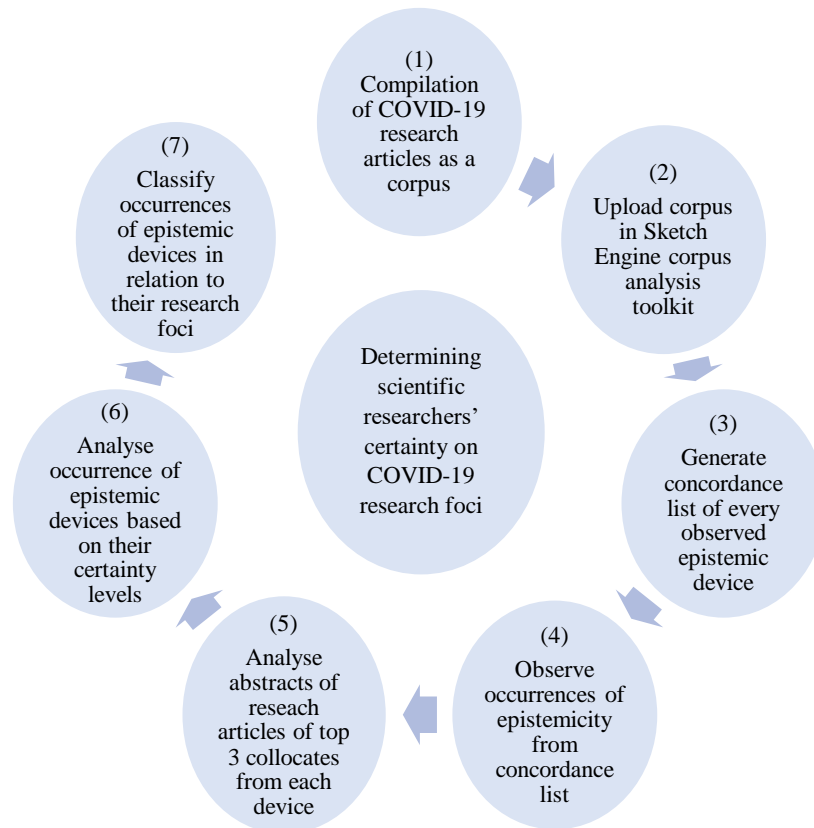 (1)
Compilation
of COVID-19
research
articles as a
corpus
(2)
Upload corpus
in Sketch
Engine corpus
analysis
toolkit
(3)
Generate
concordance
list of every
observed
epistemic
device
(4)
Observe
occurrences of
epistemicity
from
concordance
list
(5)
Analyse
abstracts of
reseach
articles of top
3 collocates
from each
device
(6)
Analyse
occurrence of
epistemic
devices based
on their
certainty
levels
(7)
Classify
occurrences
of epistemic
devices in
relation to
their research
foci
Determining
scientific
researchers’
certainty on
COVID-19
research foci